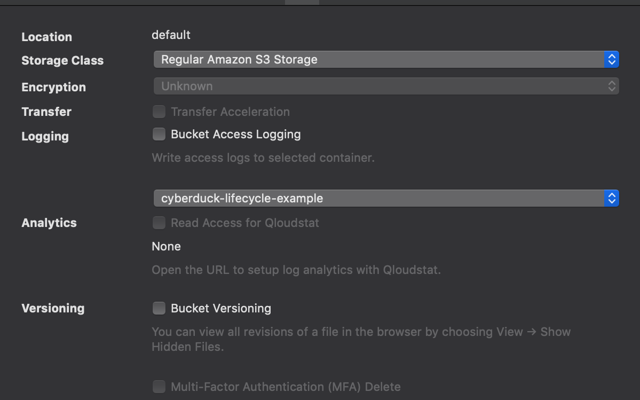 Location default
Storage Class Regular Amazon S3 Storage
Encryption Unknown
Transfer Transfer Acceleration
Logging Bucket Access Logging
Write access logs to selected container.
cyberduck-lifecycle-example
Analytics Read Access for Qloudstat
None
Open the URL to setup log analytics with Qloudstat.
Versioning Bucket Versioning
You can view all revisions of a file in the browser by choosing View → Show
Hidden Files.
Multi-Factor Authentication (MFA) Delete